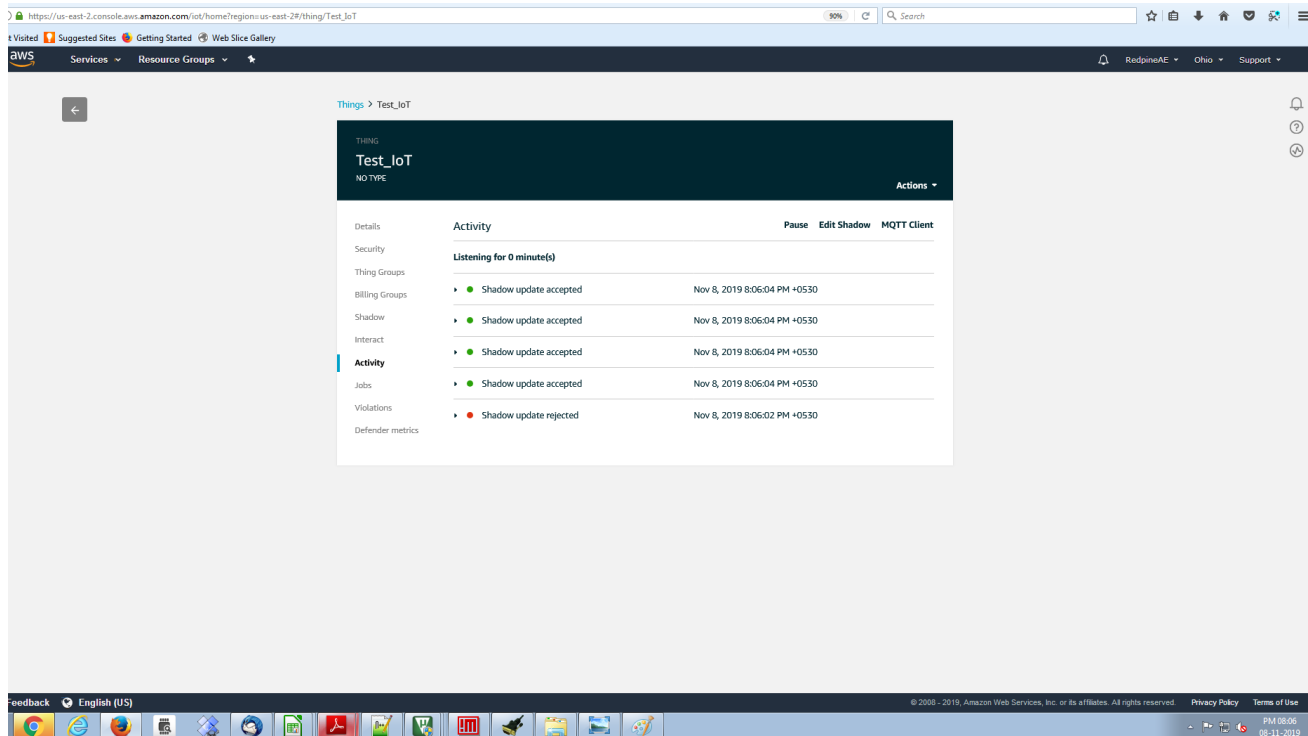 https://us-east-2.console.aws.amazon.com/iot/home?region=us-east-2#/thing/Test_IoT 90% Search
t Visited Suggested Sites Getting Started Web Slice Gallery
aws Services Resource Groups RedpineAE Ohio Support
Things > Test_IoT
THING
Test_IoT
NO TYPE
Actions
Details
Security
Thing Groups
Billing Groups
Shadow
Interact
Activity
Jobs
Violations
Defender metrics
Activity Pause Edit Shadow MQTT Client
Listening for 0 minute(s)
Shadow update accepted Nov 8, 2019 8:06:04 PM +0530
Shadow update accepted Nov 8, 2019 8:06:04 PM +0530
Shadow update accepted Nov 8, 2019 8:06:04 PM +0530
Shadow update accepted Nov 8, 2019 8:06:04 PM +0530
Shadow update rejected Nov 8, 2019 8:06:02 PM +0530
Feedback English (US) © 2008 - 2019, Amazon Web Services, Inc. or its affiliates. All rights reserved. Privacy Policy Terms of Use
PM 08:06
08-11-2019